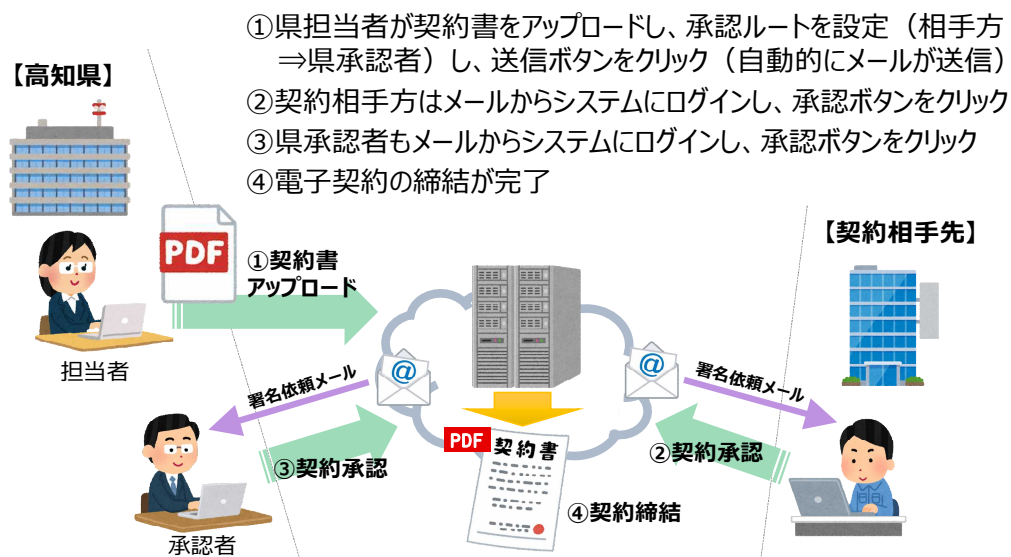 ①県担当者が契約書をアップロードし、承認ルートを設定（相手方
⇒県承認者）し、送信ボタンをクリック（自動的にメールが送信）
②契約相手方はメールからシステムにログインし、承認ボタンをクリック
③県承認者もメールからシステムにログインし、承認ボタンをクリック
④電子契約の締結が完了
【高知県】
【契約相手先】
PDF
①契約書
アップロード
担当者
@
@
署名依頼メール
署名依頼メール
PDF
契約書
②契約承認
③契約承認
④契約締結
承認者